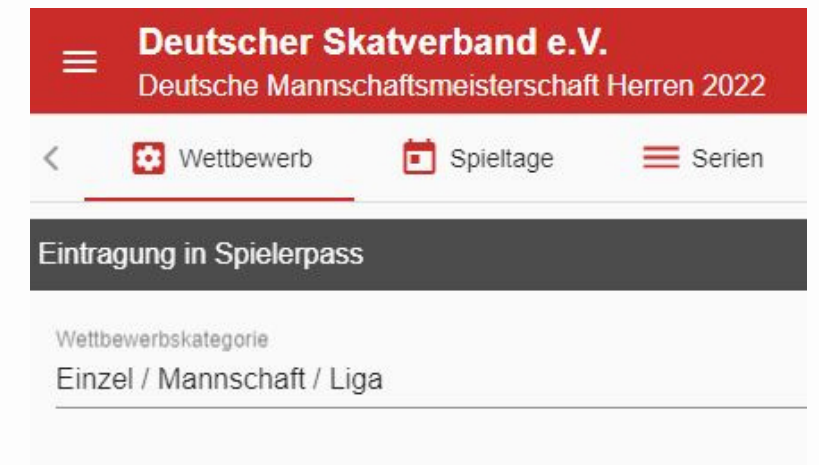 Deutscher Skatverband e.V.
Deutsche Mannschaftsmeisterschaft Herren 2022
Wettbewerb Spieltage Serien
Eintragung in Spielerpass
Wettbewerbskategorie
Einzel / Mannschaft / Liga